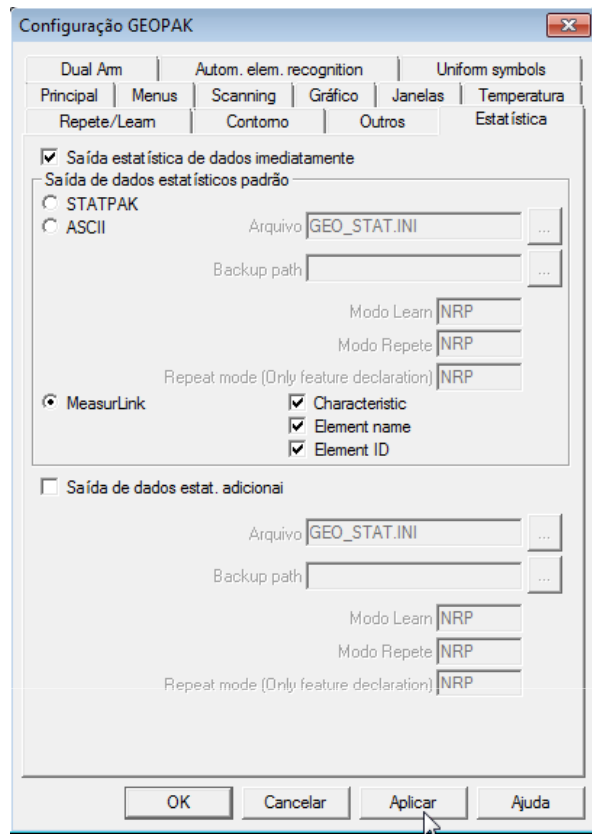 Configuração GEOPAK
Dual Arm Autom. elem. recognition Uniform symbols
Principal Menus Scanning Gráfico Janelas Temperatura
Repete/Learn Contorno Outros Estatística
Saída estatística de dados imediatamente
Saída de dados estatísticos padrão
STATPAK
ASCII Arquivo GEO_STAT.INI ...
Backup path ...
Modo Learn NRP
Modo Repete NRP
Repeat mode (Only feature declaration) NRP
MeasurLink Characteristic
Element name
Element ID
Saída de dados estat. adicionai
Arquivo GEO_STAT.INI ...
Backup path ...
Modo Learn NRP
Modo Repete NRP
Repeat mode (Only feature declaration) NRP
OK Cancelar Aplicar Ajuda